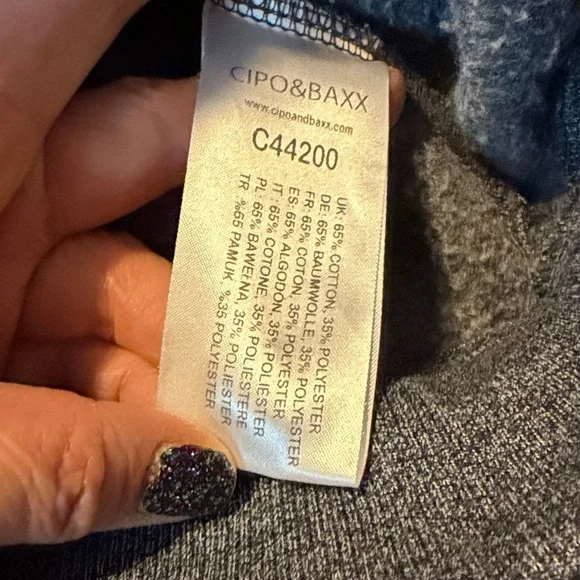 CIPO&BAXX
www.cipoandbaxx.com
C44200
UK: 65% COTTON, 35% POLYESTER
DE: 65% BAUMWOLLE, 35% POLYESTER
FR: 65% COTON, 35% POLYESTER
ES: 65% ALGODON, 35% POLYESTER
IT: 65% COTONE, 35% POLIESTERE
PL: 65% BAWEŁNA, 35% POLIESTER
TR: %65 PAMUK, %35 POLYESTER